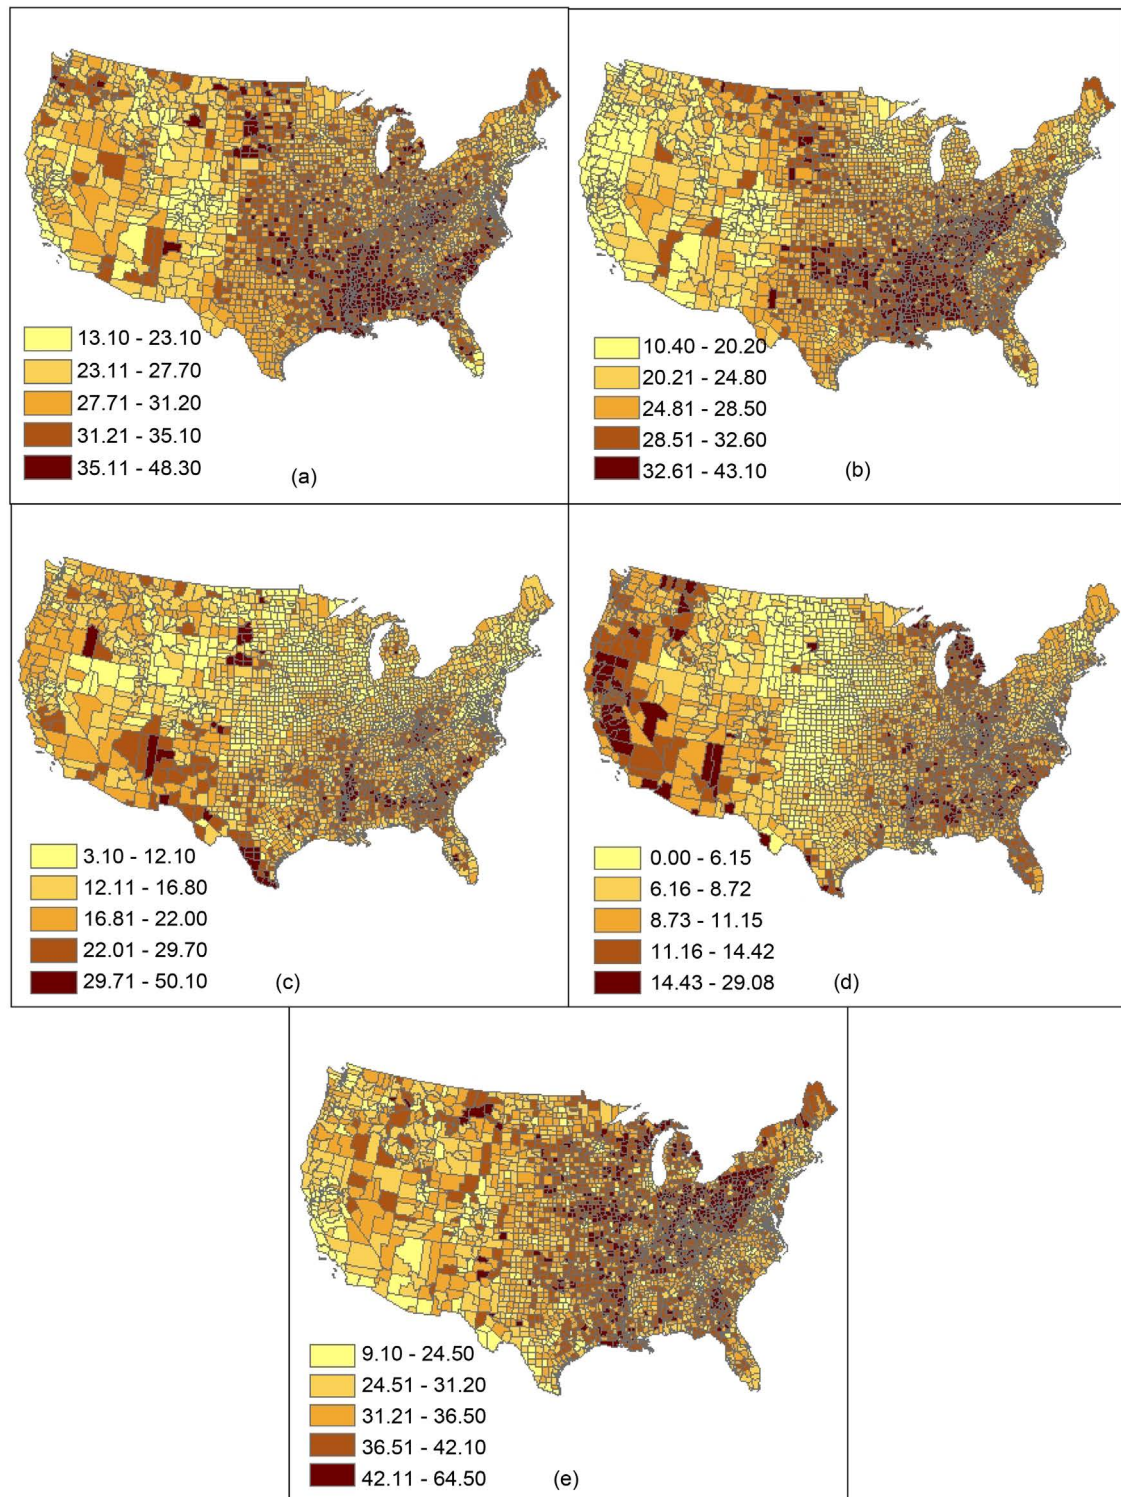 13.10 - 23.10
23.11 - 27.70
27.71 - 31.20
31.21 - 35.10
35.11 - 48.30
(a)
10.40 - 20.20
20.21 - 24.80
24.81 - 28.50
28.51 - 32.60
32.61 - 43.10
(b)
3.10 - 12.10
12.11 - 16.80
16.81 - 22.00
22.01 - 29.70
29.71 - 50.10
(c)
0.00 - 6.15
6.16 - 8.72
8.73 - 11.15
11.16 - 14.42
14.43 - 29.08
(d)
9.10 - 24.50
24.51 - 31.20
31.21 - 36.50
36.51 - 42.10
42.11 - 64.50
(e)